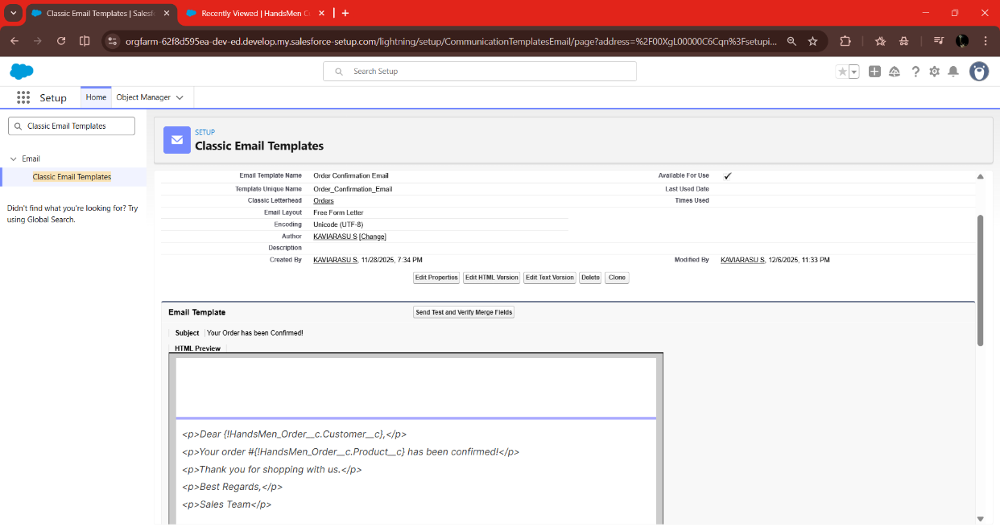 Classic Email Templates | Salesf
Recently Viewed | HandsMen C
orgfarm-62f8d595ea-dev-ed.develop.my.salesforce-setup.com/lightning/setup/CommunicationTemplatesEmail/page?address=%2F00XgL00000C6Cqn%3Fsetupi...
Search Setup
Setup
Home
Object Manager
Classic Email Templates
Email
Classic Email Templates
Didn't find what you're looking for? Try
using Global Search.
SETUP
Classic Email Templates
Email Template Name Order Confirmation Email Available For Use ✓
Template Unique Name Order_Confirmation_Email Last Used Date
Classic Letterhead Orders Times Used
Email Layout Free Form Letter
Encoding Unicode (UTF-8)
Author KAVIARASU S [Change]
Description
Created By KAVIARASU S, 11/28/2025, 7:34 PM Modified By KAVIARASU S, 12/6/2025, 11:33 PM
Edit Properties Edit HTML Version Edit Text Version Delete Clone
Email Template Send Test and Verify Merge Fields
Subject Your Order has been Confirmed!
HTML Preview
<p>Dear {!HandsMen_Order__c.Customer__c},</p>
<p>Your order #{!HandsMen_Order__c.Product__c} has been confirmed!</p>
<p>Thank you for shopping with us.</p>
<p>Best Regards,</p>
<p>Sales Team</p>